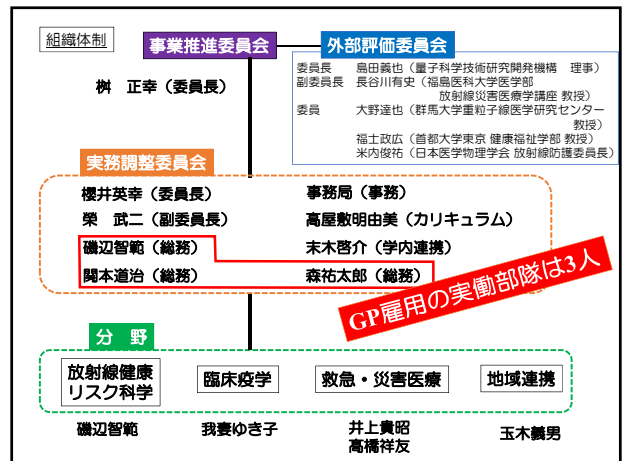 組織体制
事業推進委員会
外部評価委員会
桝　正幸（委員長）
委員長　島田義也（量子科学技術研究開発機構　理事）
副委員長　長谷川有史（福島医科大学医学部
放射線災害医療学講座 教授）
委員　大野達也（群馬大学重粒子線医学研究センター
教授）
福士政広（首都大学東京 健康福祉学部 教授）
米内俊祐（日本医学物理学会 放射線防護委員長）
実務調整委員会
櫻井英幸（委員長）
事務局（事務）
榮　武二（副委員長）
高屋敷明由美（カリキュラム）
磯辺智範（総務）
末木啓介（学内連携）
関本道治（総務）
森祐太郎（総務）
GP雇用の実働部隊は3人
分　野
放射線健康
リスク科学
臨床疫学
救急・災害医療
地域連携
磯辺智範
我妻ゆき子
井上貴昭
高橋祥友
玉木義男